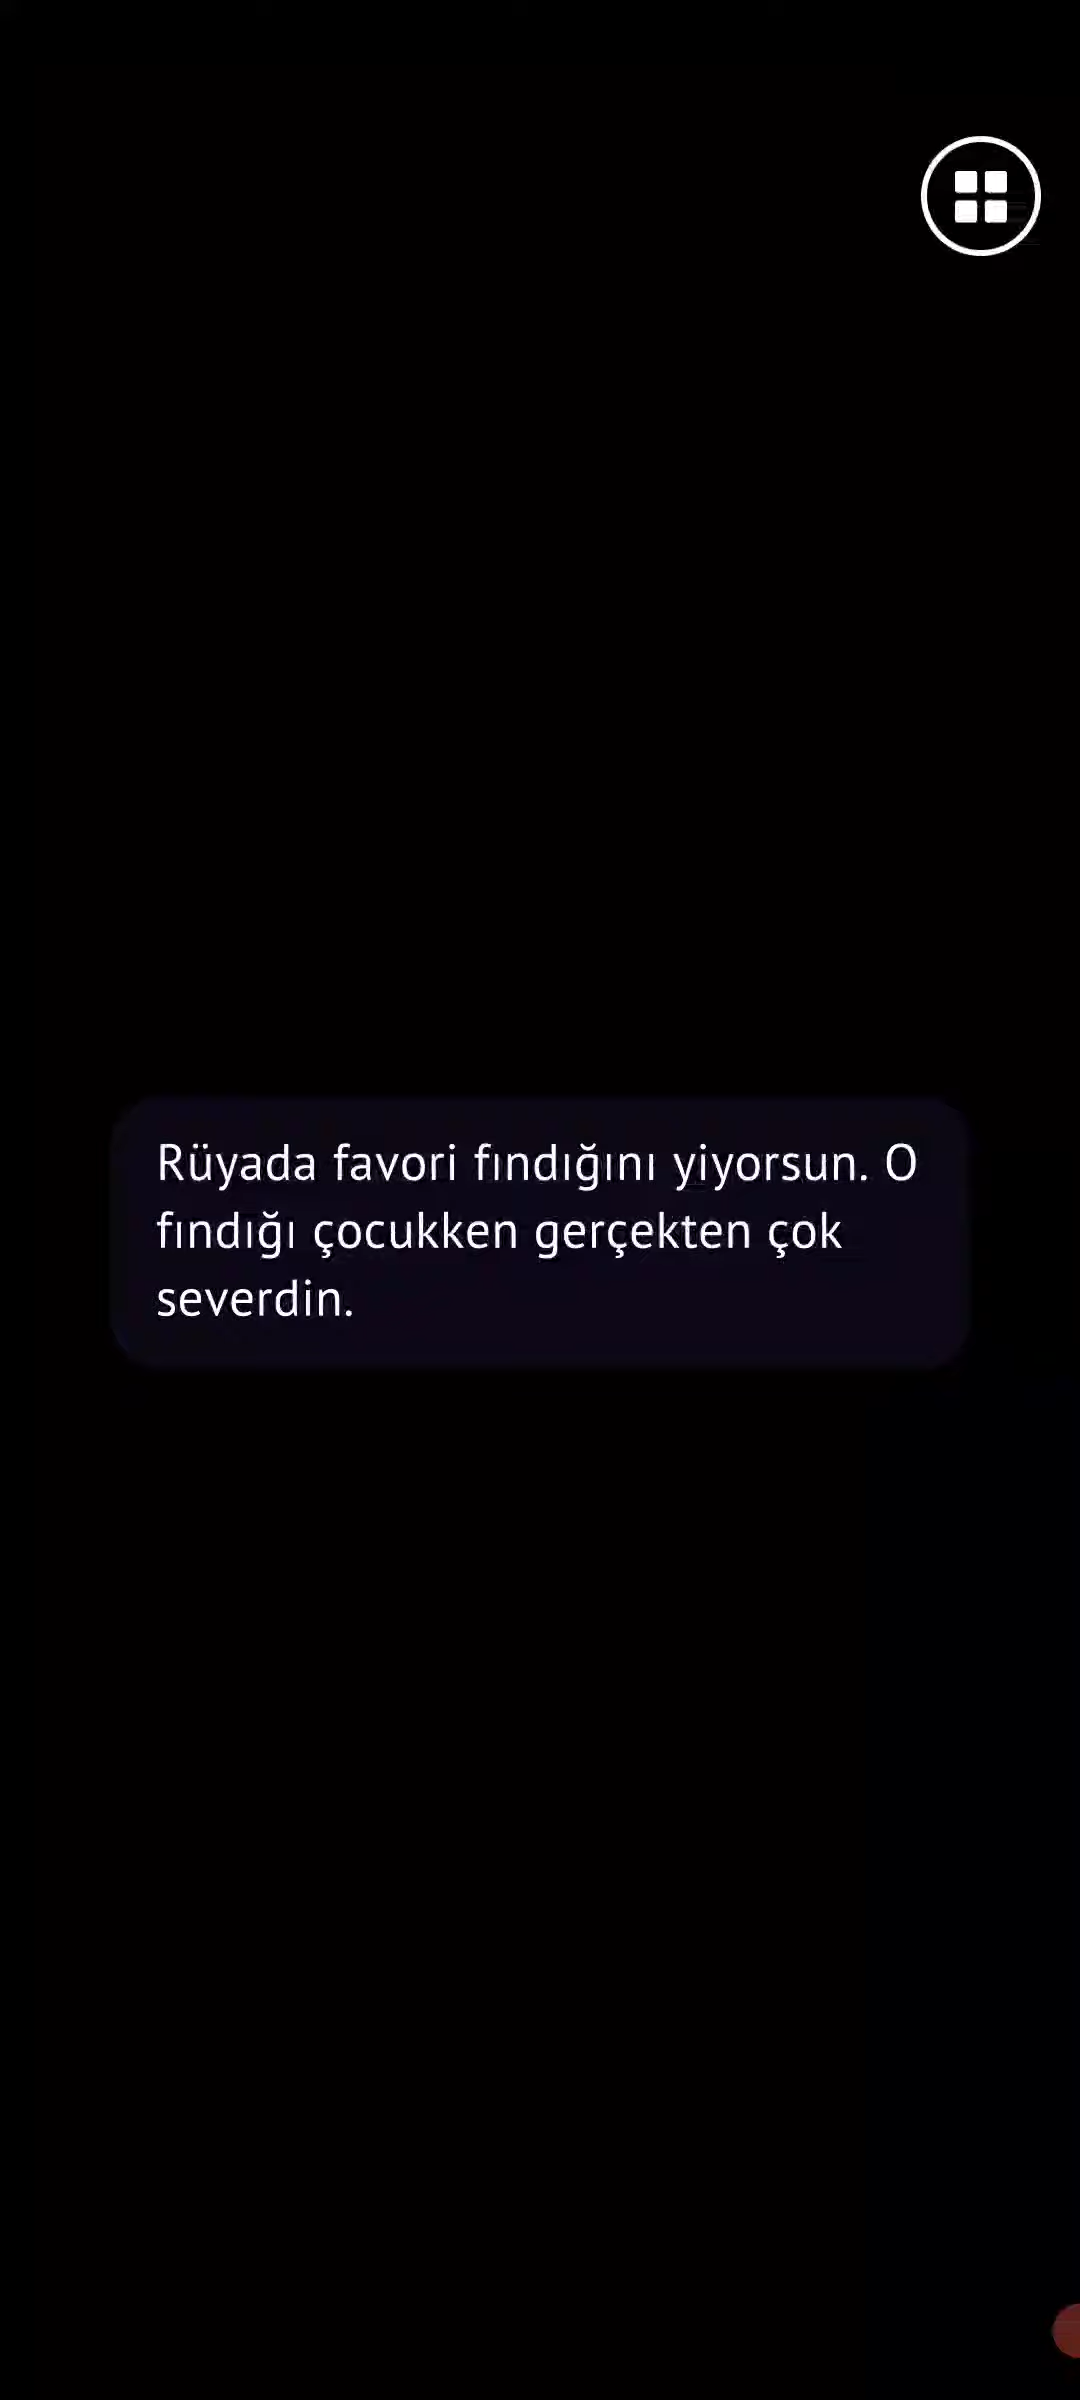 Rüyada favori fındığını yiyorsun. O
fındığı çocukken gerçekten çok
severdin.